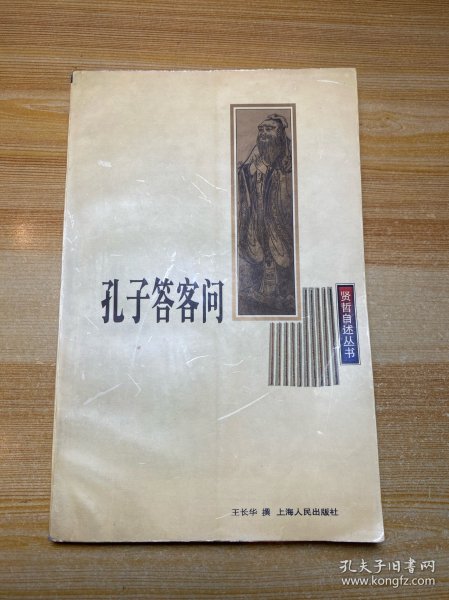 孔子答客问
贤哲自述丛书
王长华 撰 上海人民出版社
孔夫子旧书网
www.kongfz.com